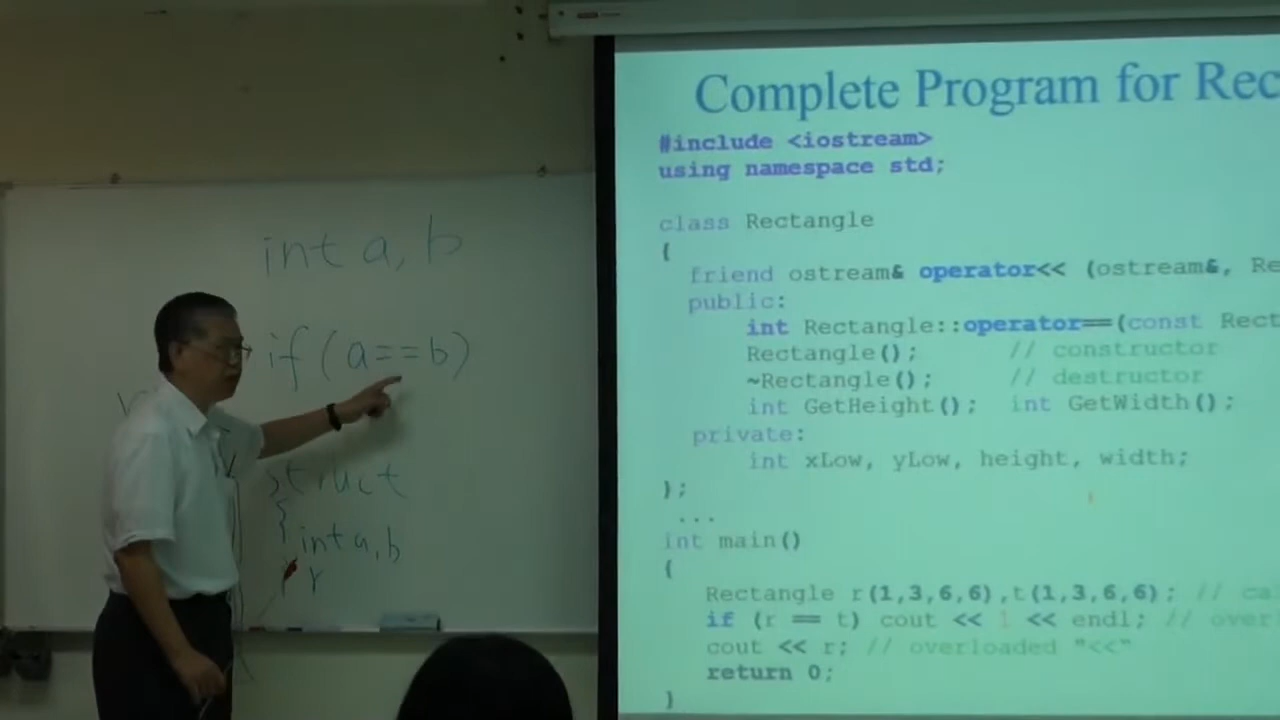 int a, b
if (a==b)
struct
{
int a, b
r
Complete Program for Rec
#include <iostream>
using namespace std;
class Rectangle
{
friend ostream& operator<< (ostream&, Re
public:
int Rectangle::operator==(const Rect
Rectangle(); // constructor
~Rectangle(); // destructor
int GetHeight(); int GetWidth();
private:
int xLow, yLow, height, width;
};
...
int main()
{
Rectangle r(1,3,6,6),t(1,3,6,6); // ca
if (r == t) cout << 1 << endl; // over
cout << r; // overloaded "<<"
return 0;
}